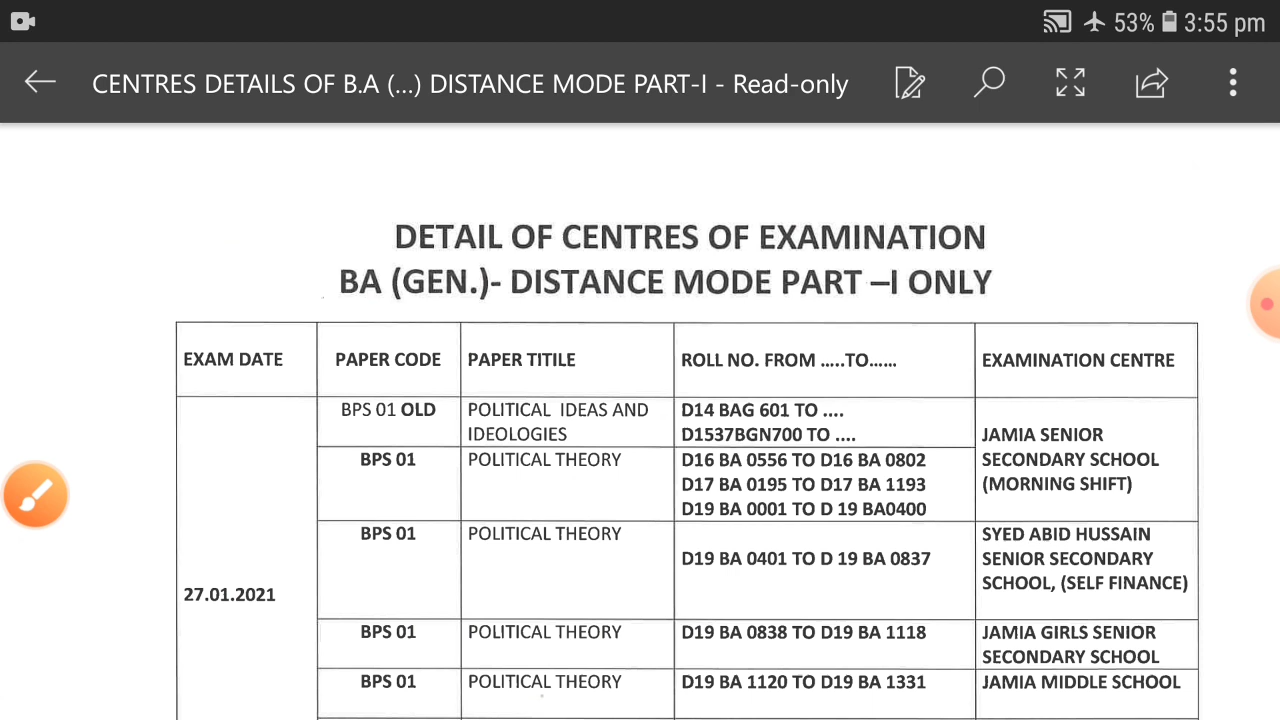 53% 3:55 pm
CENTRES DETAILS OF B.A (...) DISTANCE MODE PART-I - Read-only
DETAIL OF CENTRES OF EXAMINATION
BA (GEN.)- DISTANCE MODE PART –I ONLY
EXAM DATE PAPER CODE PAPER TITILE ROLL NO. FROM .....TO...... EXAMINATION CENTRE
BPS 01 OLD POLITICAL IDEAS AND D14 BAG 601 TO ....
IDEOLOGIES D1537BGN700 TO .... JAMIA SENIOR
BPS 01 POLITICAL THEORY D16 BA 0556 TO D16 BA 0802 SECONDARY SCHOOL
D17 BA 0195 TO D17 BA 1193 (MORNING SHIFT)
D19 BA 0001 TO D 19 BA0400
BPS 01 POLITICAL THEORY SYED ABID HUSSAIN
D19 BA 0401 TO D 19 BA 0837 SENIOR SECONDARY
SCHOOL, (SELF FINANCE)
27.01.2021
BPS 01 POLITICAL THEORY D19 BA 0838 TO D19 BA 1118 JAMIA GIRLS SENIOR
SECONDARY SCHOOL
BPS 01 POLITICAL THEORY D19 BA 1120 TO D19 BA 1331 JAMIA MIDDLE SCHOOL